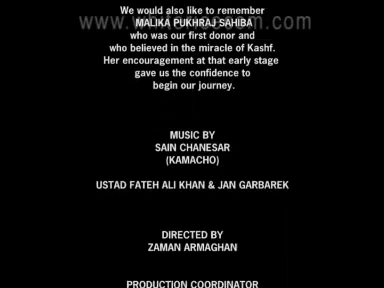 We would also like to remember
MALIKA PUKHRAJ SAHIBA
who was our first donor and
who believed in the miracle of Kashf.
Her encouragement at that early stage
gave us the confidence to
begin our journey.
MUSIC BY
SAIN CHANESAR
(KAMACHO)
USTAD FATEH ALI KHAN & JAN GARBAREK
DIRECTED BY
ZAMAN ARMAGHAN
PRODUCTION COORDINATOR